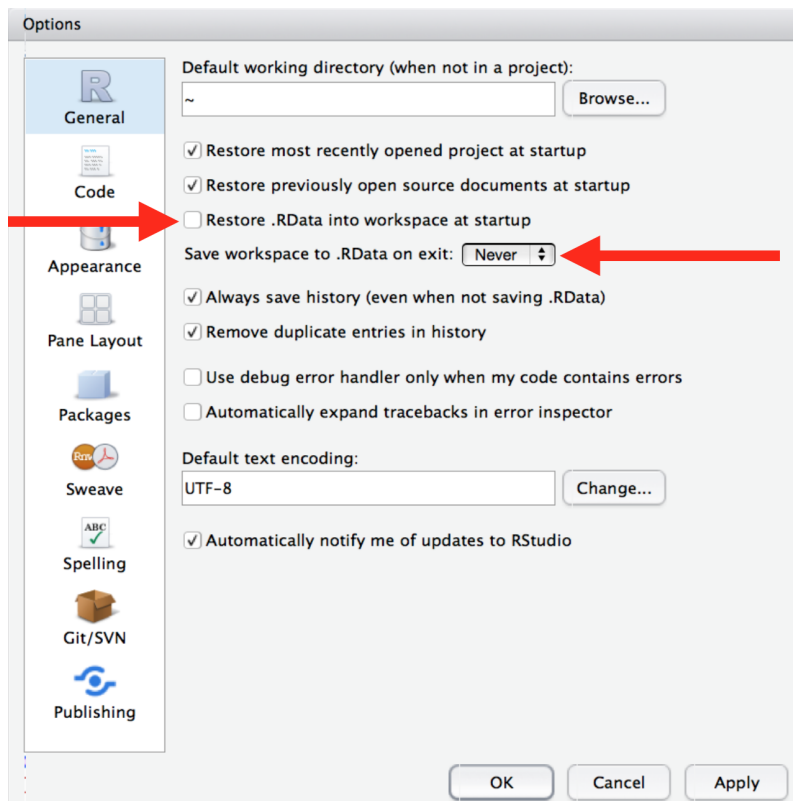 Options
General
Code
Appearance
Pane Layout
Packages
Sweave
ABC
Spelling
Git/SVN
Publishing
Default working directory (when not in a project):
~
Browse...
Restore most recently opened project at startup
Restore previously open source documents at startup
Restore .RData into workspace at startup
Save workspace to .RData on exit: Never
Always save history (even when not saving .RData)
Remove duplicate entries in history
Use debug error handler only when my code contains errors
Automatically expand tracebacks in error inspector
Default text encoding:
UTF-8
Change...
Automatically notify me of updates to RStudio
OK
Cancel
Apply